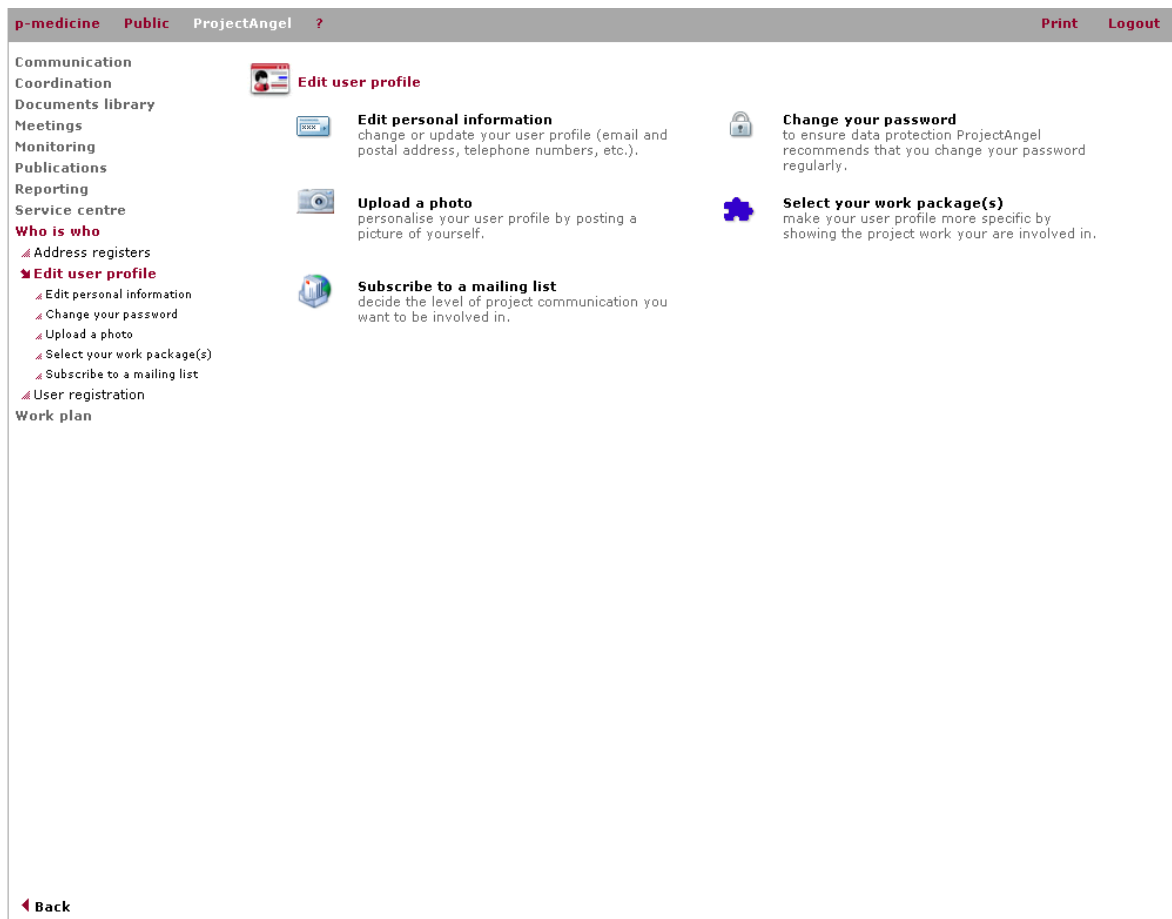 p-medicine Public ProjectAngel ? Print Logout
Communication
Coordination
Documents library
Meetings
Monitoring
Publications
Reporting
Service centre
Who is who
Address registers
Edit user profile
Edit personal information
Change your password
Upload a photo
Select your work package(s)
Subscribe to a mailing list
User registration
Work plan
Edit user profile
Edit personal information
change or update your user profile (email and
postal address, telephone numbers, etc.).
Change your password
to ensure data protection ProjectAngel
recommends that you change your password
regularly.
Upload a photo
personalise your user profile by posting a
picture of yourself.
Select your work package(s)
make your user profile more specific by
showing the project work your are involved in.
Subscribe to a mailing list
decide the level of project communication you
want to be involved in.
Back